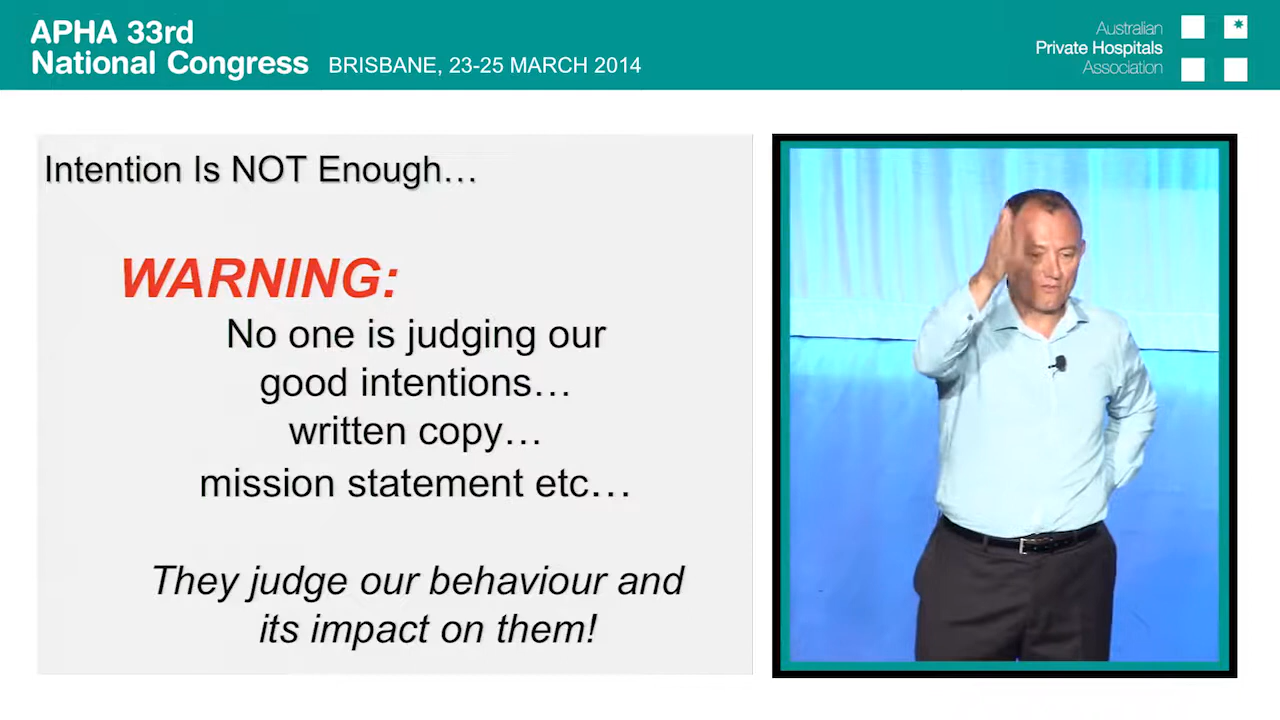 APHA 33rd
National Congress BRISBANE, 23-25 MARCH 2014
Australian
Private Hospitals
Association
Intention Is NOT Enough…
WARNING:
No one is judging our
good intentions…
written copy…
mission statement etc…
They judge our behaviour and
its impact on them!